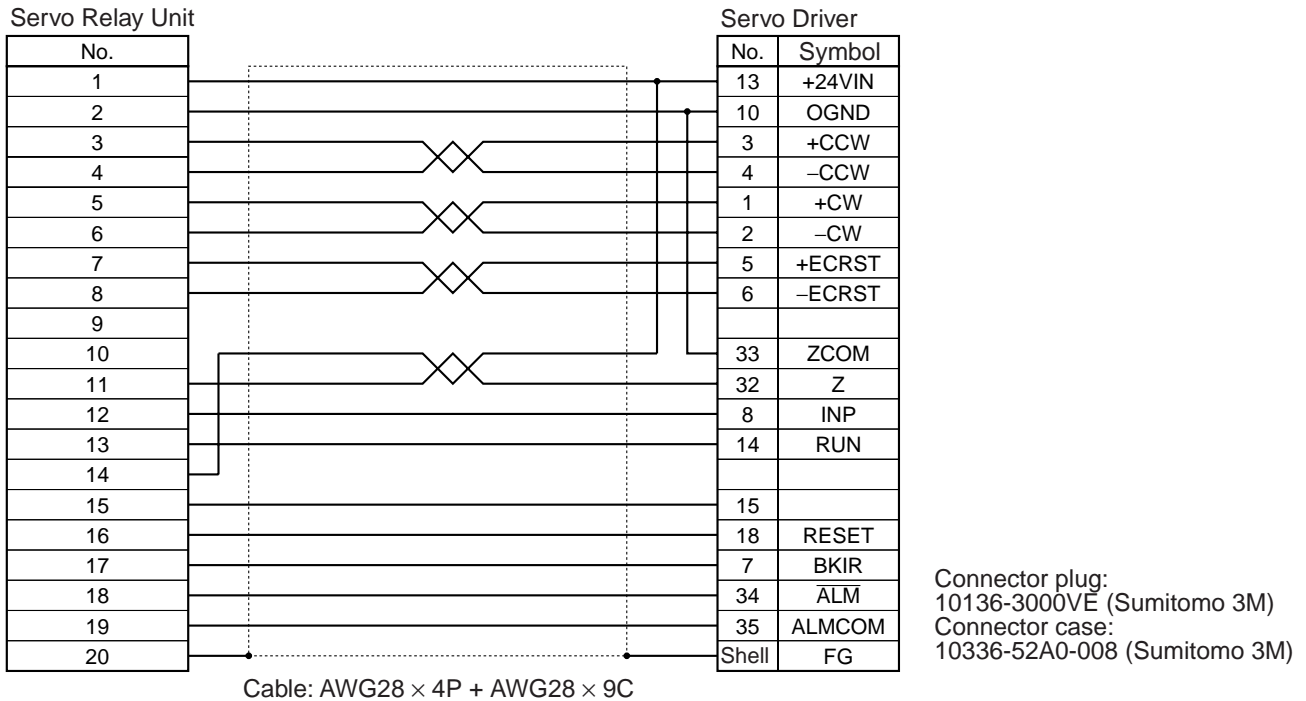 Servo Relay Unit
Servo Driver
No.
No. Symbol
1
13 +24VIN
2
10 OGND
3
3 +CCW
4
4 −CCW
5
1 +CW
6
2 −CW
7
5 +ECRST
8
6 −ECRST
9
10
33 ZCOM
11
32 Z
12
8 INP
13
14 RUN
14
15
15
16
18 RESET
17
7 BKIR
18
34 ALM
19
35 ALMCOM
20
Shell FG
Connector plug:
10136-3000VE (Sumitomo 3M)
Connector case:
10336-52A0-008 (Sumitomo 3M)
Cable: AWG28 × 4P + AWG28 × 9C